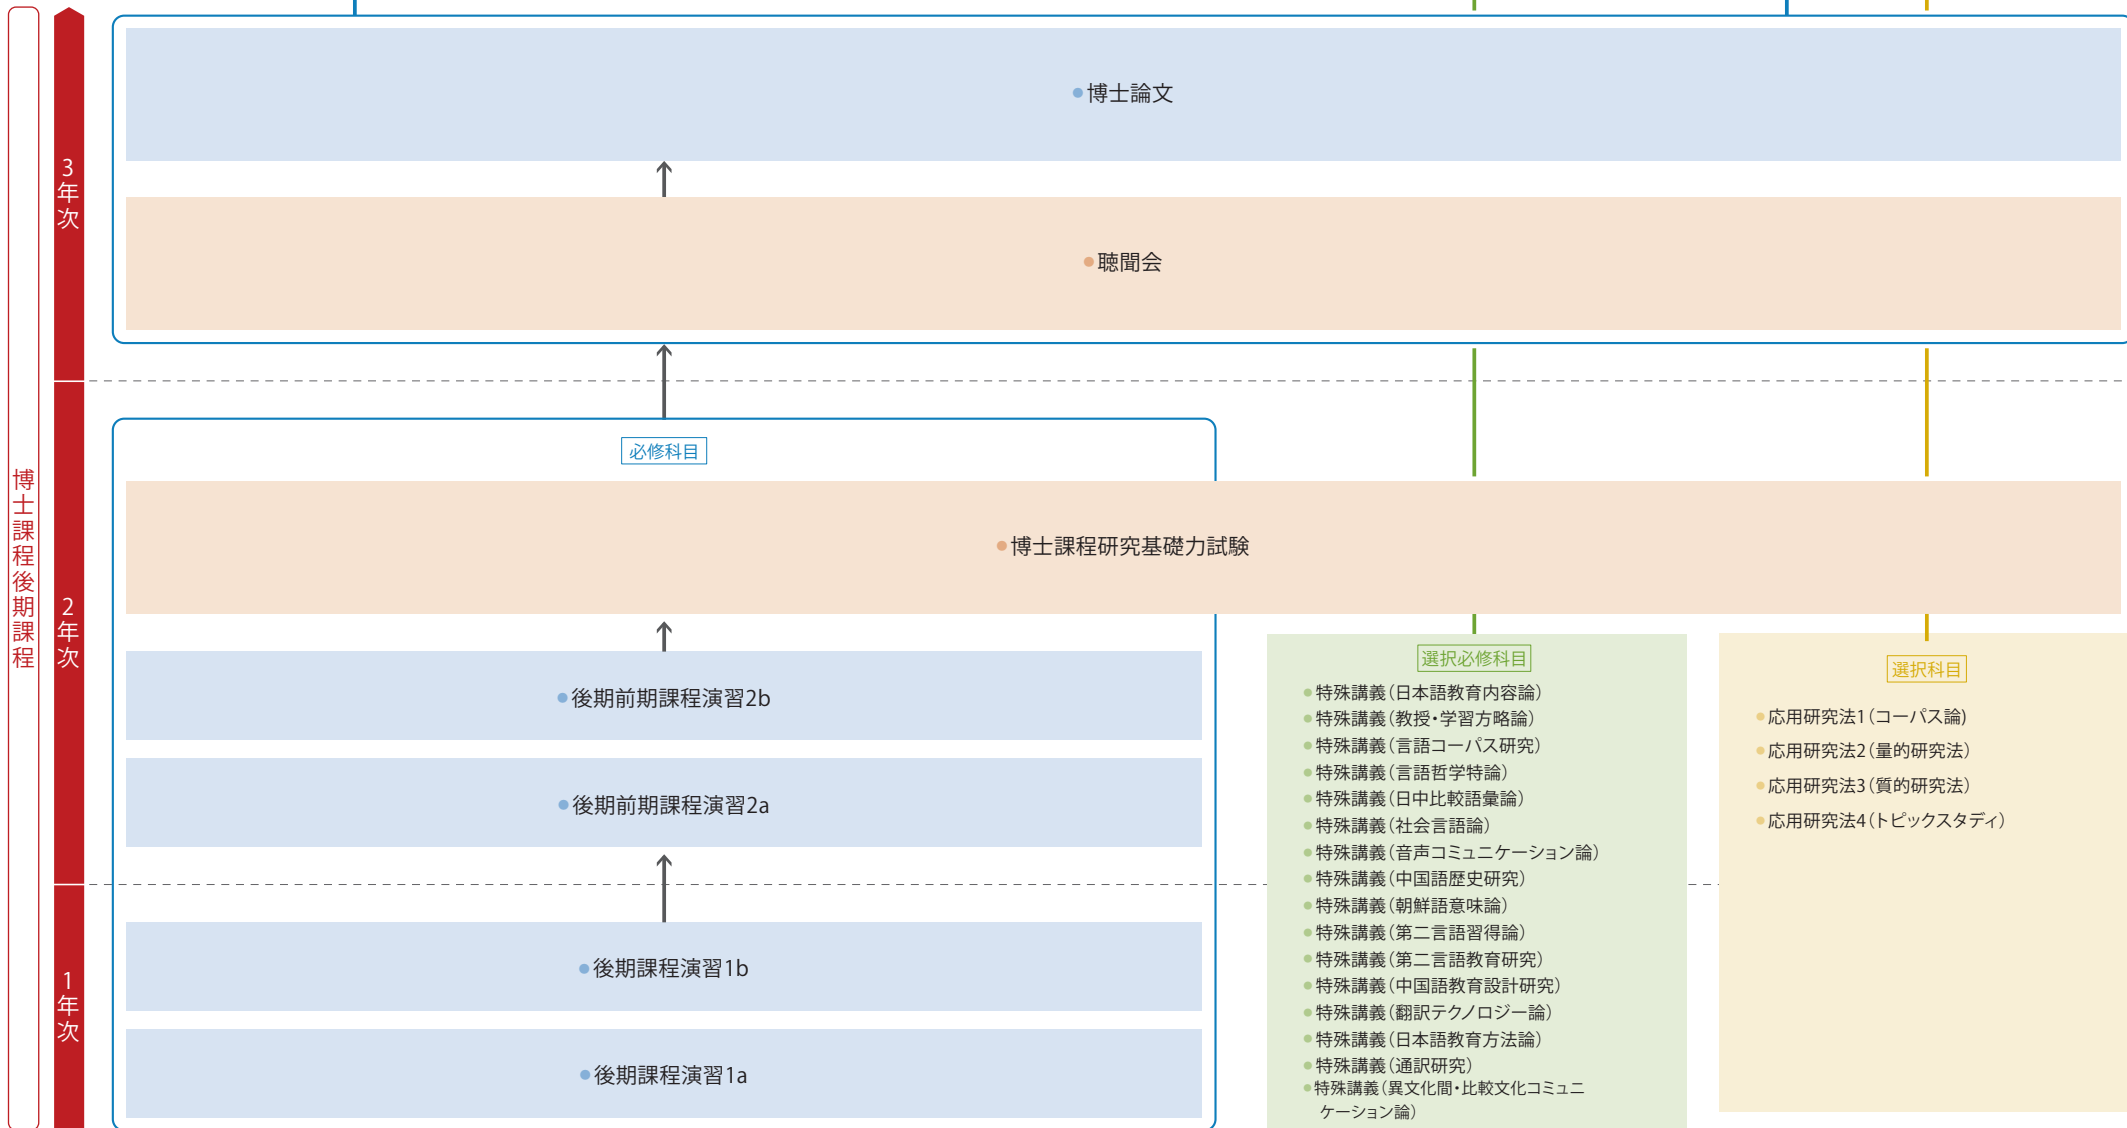 博士課程後期課程
3年次
博士論文
聴聞会
2年次
必修科目
博士課程研究基礎力試験
後期前期課程演習2b
後期前期課程演習2a
1年次
後期課程演習1b
後期課程演習1a
選択必修科目
特殊講義(日本語教育内容論)
特殊講義(教授・学習方略論)
特殊講義(言語コーパス研究)
特殊講義(言語哲学特論)
特殊講義(日中比較語彙論)
特殊講義(社会言語論)
特殊講義(音声コミュニケーション論)
特殊講義(中国語歴史研究)
特殊講義(朝鮮語意味論)
特殊講義(第二言語習得論)
特殊講義(第二言語教育研究)
特殊講義(中国語教育設計研究)
特殊講義(翻訳テクノロジー論)
特殊講義(日本語教育方法論)
特殊講義(通訳研究)
特殊講義(異文化間・比較文化コミュニ
ケーション論)
選択科目
応用研究法1(コーパス論)
応用研究法2(量的研究法)
応用研究法3(質的研究法)
応用研究法4(トピックスタディ)